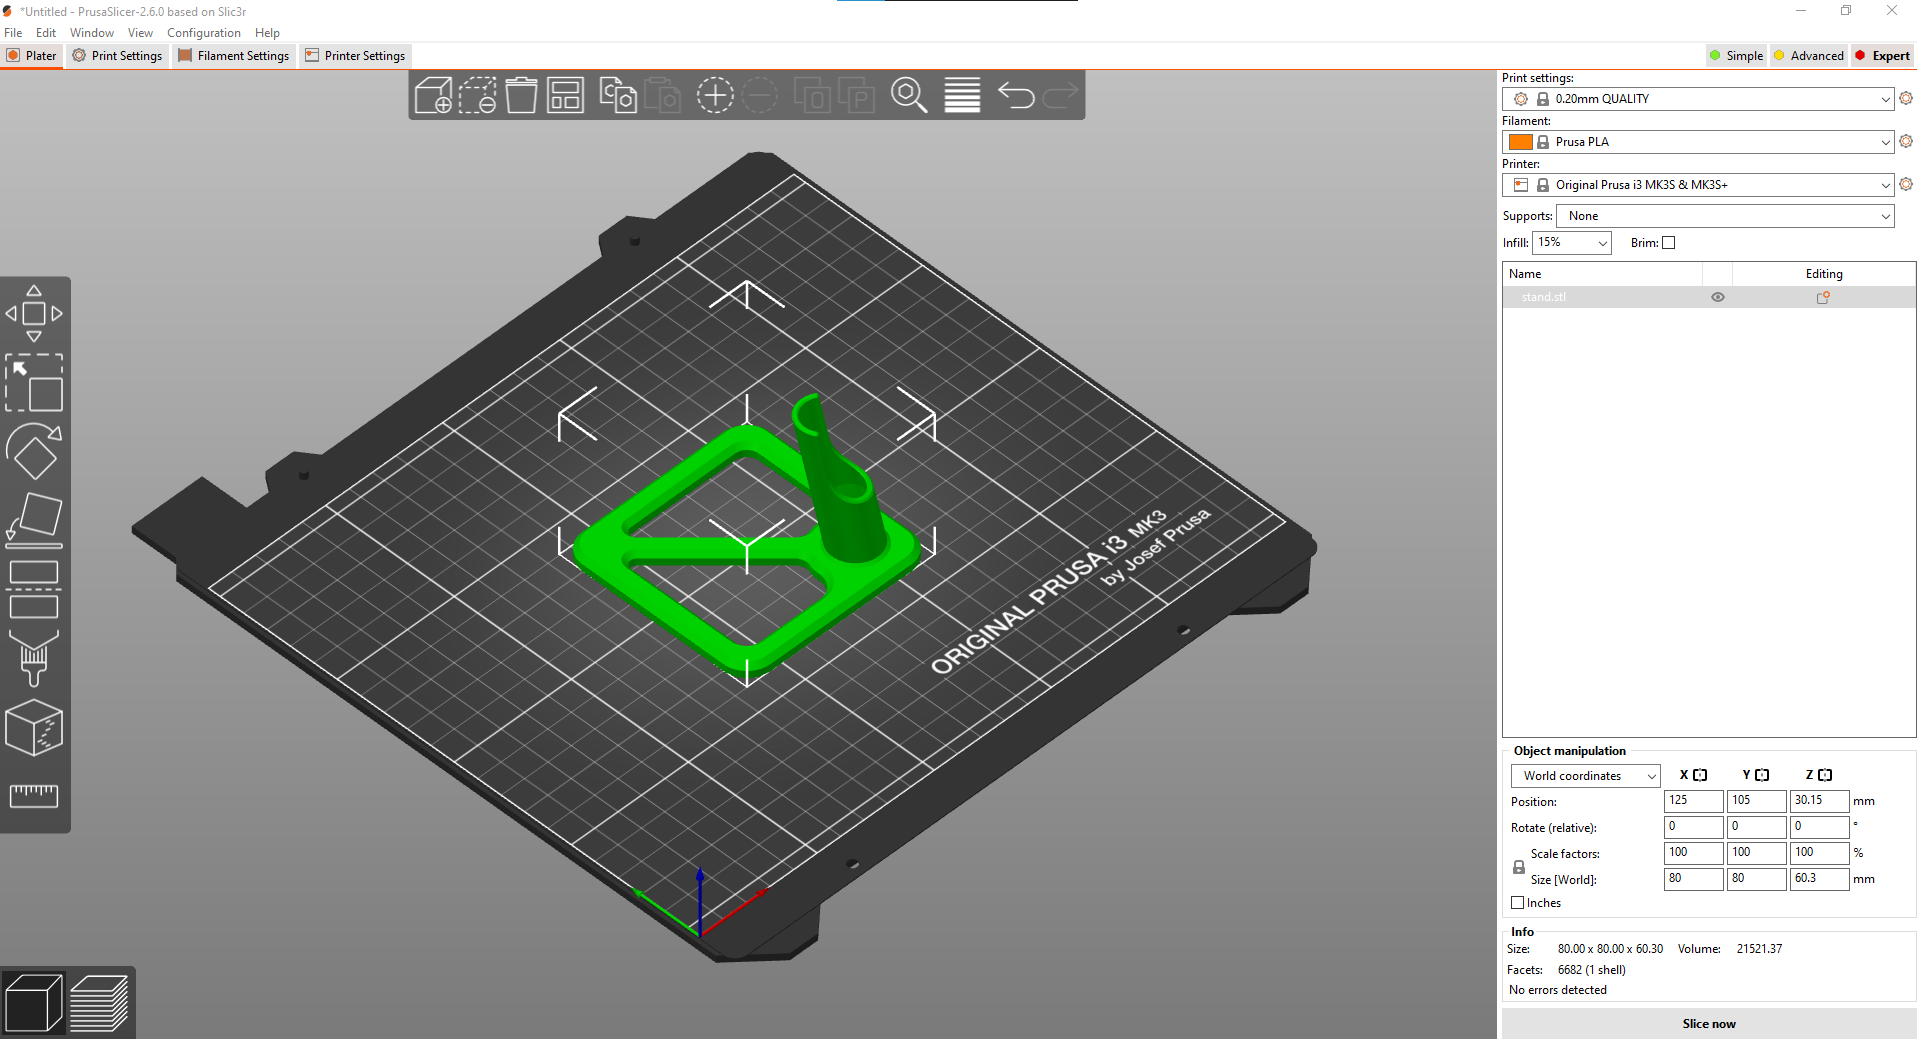 *Untitled - PrusaSlicer-2.6.0 based on Slic3r
File Edit Window View Configuration Help
Plater Print Settings Filament Settings Printer Settings Simple Advanced Expert
Print settings:
0.20mm QUALITY
Filament:
Prusa PLA
Printer:
Original Prusa i3 MK3S & MK3S+
Supports: None
Infill: 15% Brim:
Name Editing
stand.stl
ORIGINAL PRUSA i3 MK3
by Josef Prusa
Object manipulation
World coordinates X Y Z
Position: 125 105 30.15 mm
Rotate (relative): 0 0 0 °
Scale factors: 100 100 100 %
Size [World]: 80 80 60.3 mm
Inches
Info
Size: 80.00 x 80.00 x 60.30 Volume: 21521.37
Facets: 6682 (1 shell)
No errors detected
Slice now